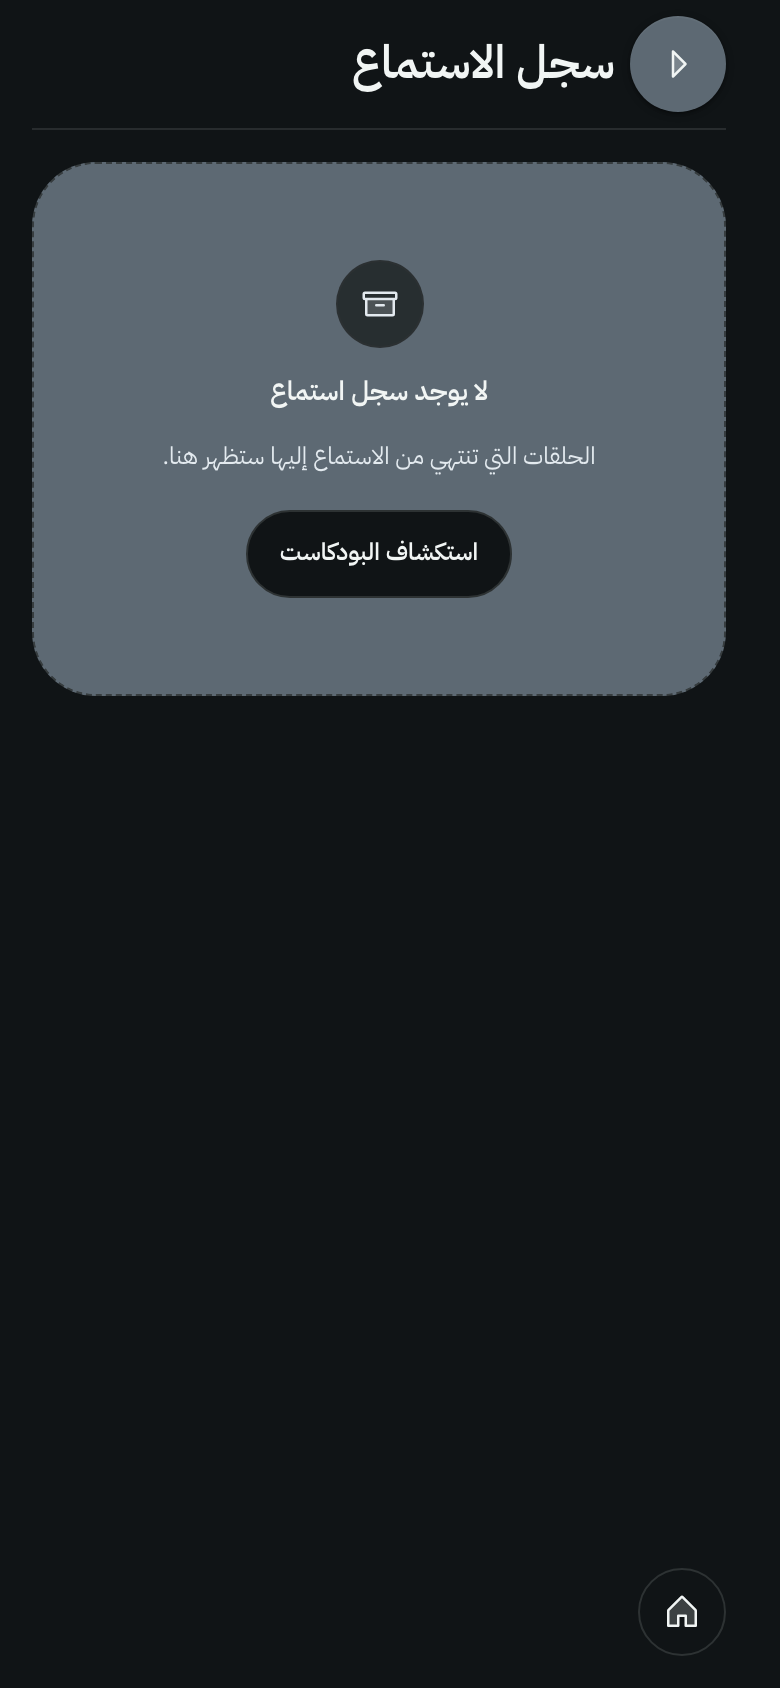 سجل الاستماع
لا يوجد سجل استماع
الحلقات التي تنتهي من الاستماع إليها ستظهر هنا.
استكشاف البودكاست